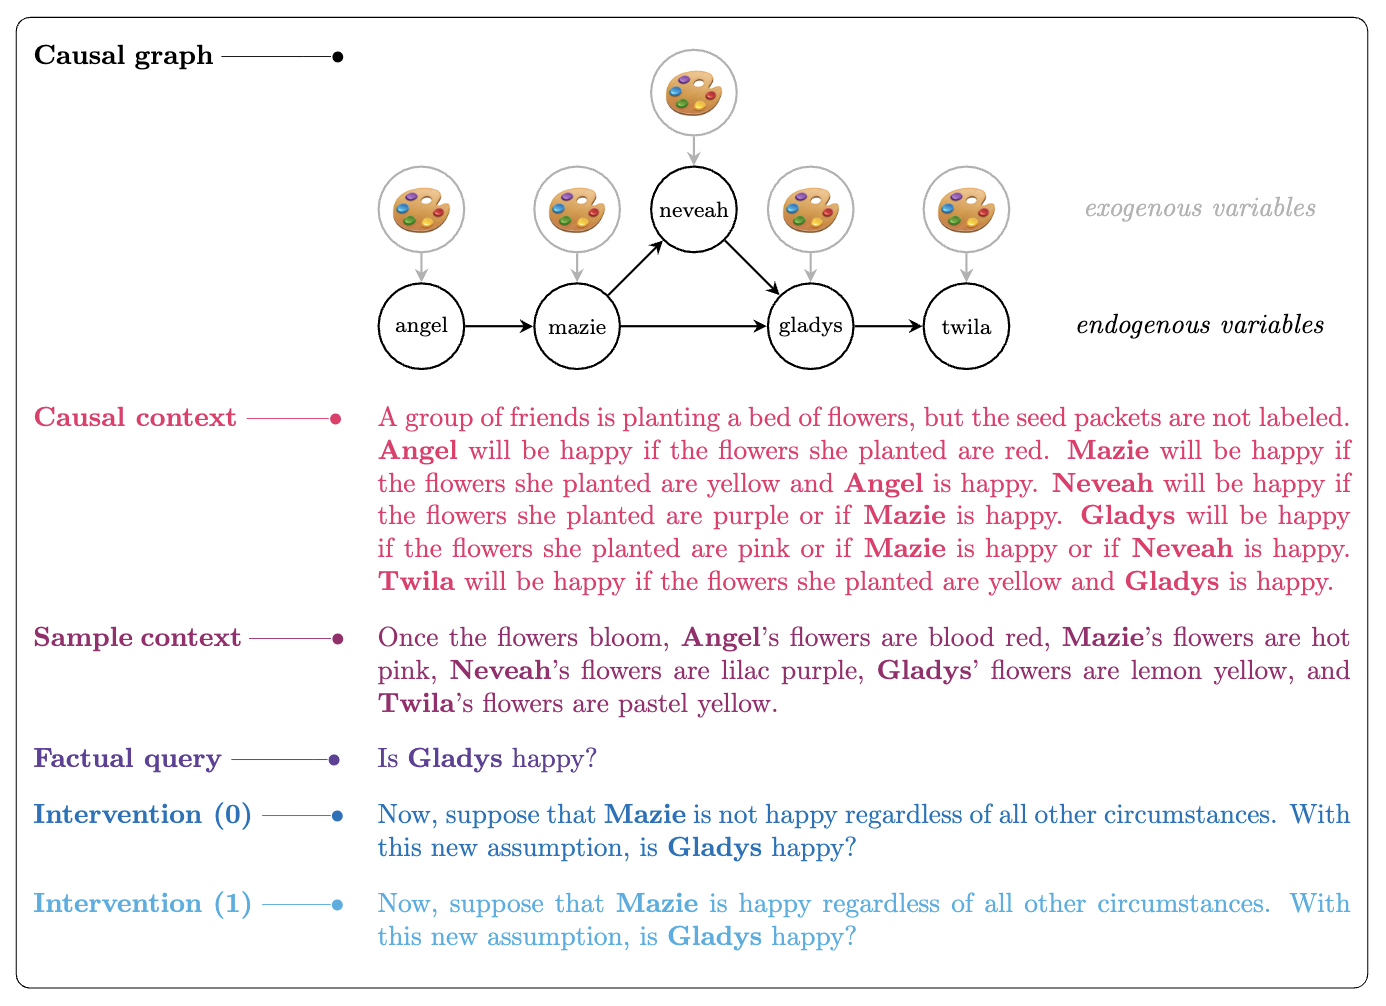 Causal graph
neveah
exogenous variables
angel
mazie
gladys
twila
endogenous variables
Causal context
A group of friends is planting a bed of flowers, but the seed packets are not labeled.
Angel will be happy if the flowers she planted are red. Mazie will be happy if
the flowers she planted are yellow and Angel is happy. Neveah will be happy if
the flowers she planted are purple or if Mazie is happy. Gladys will be happy
if the flowers she planted are pink or if Mazie is happy or if Neveah is happy.
Twila will be happy if the flowers she planted are yellow and Gladys is happy.
Sample context
Once the flowers bloom, Angel's flowers are blood red, Mazie's flowers are hot
pink, Neveah's flowers are lilac purple, Gladys' flowers are lemon yellow, and
Twila's flowers are pastel yellow.
Factual query
Is Gladys happy?
Intervention (0)
Now, suppose that Mazie is not happy regardless of all other circumstances. With
this new assumption, is Gladys happy?
Intervention (1)
Now, suppose that Mazie is happy regardless of all other circumstances. With
this new assumption, is Gladys happy?